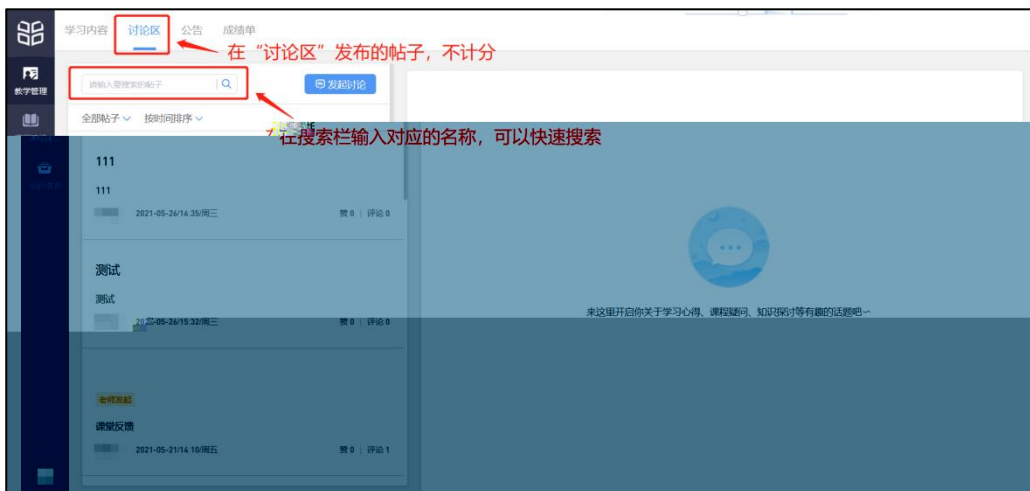 学习内容 讨论区 公告 成绩单
在“讨论区”发布的帖子，不计分
教学管理
请输入要搜索的帖子
发起讨论
全部帖子 按时间排序
在搜索栏输入对应的名称，可以快速搜索
111
111
2021-05-26/16:35/周三 赞 0 | 评论 0
测试
测试
05-26/15:32/周三 赞 0 | 评论 0
来这里开启你关于学习心得、课程疑问、知识探讨等有趣的话题吧~
老师发起
课堂反馈
2021-05-21/14:10/周五 赞 0 | 评论 1